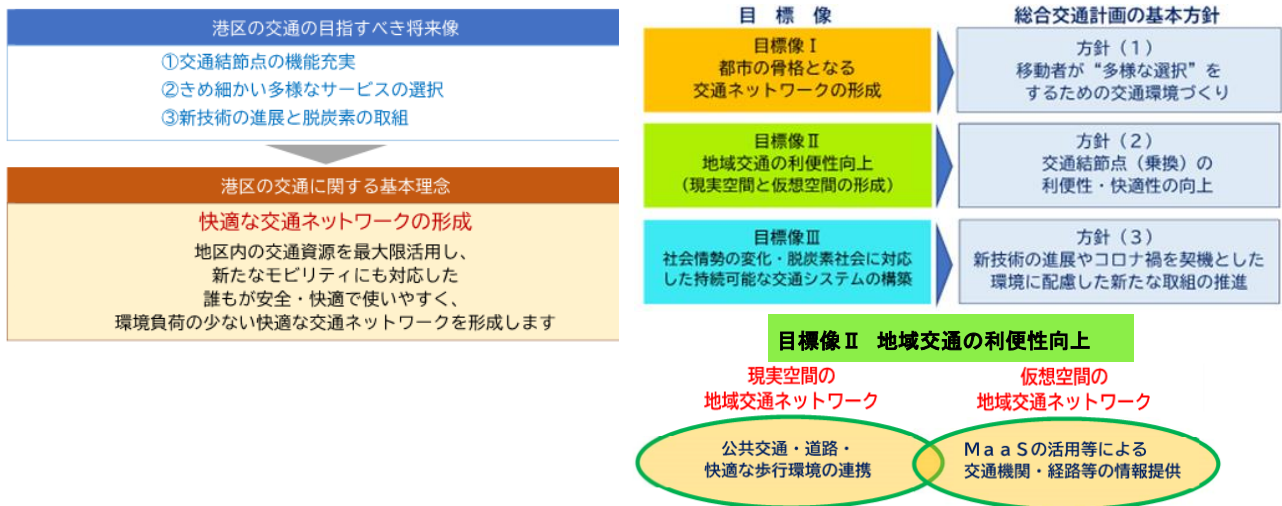 港区の交通の目指すべき将来像
①交通結節点の機能充実
②きめ細かい多様なサービスの選択
③新技術の進展と脱炭素の取組
港区の交通に関する基本理念
快適な交通ネットワークの形成
地区内の交通資源を最大限活用し、
新たなモビリティにも対応した
誰もが安全・快適で使いやすく、
環境負荷の少ない快適な交通ネットワークを形成します
目標像
目標像Ⅰ
都市の骨格となる
交通ネットワークの形成
目標像Ⅱ
地域交通の利便性向上
(現実空間と仮想空間の形成)
目標像Ⅲ
社会情勢の変化・脱炭素社会に対応
した持続可能な交通システムの構築
総合交通計画の基本方針
方針(1)
移動者が“多様な選択”を
するための交通環境づくり
方針(2)
交通結節点(乗換)の
利便性・快適性の向上
方針(3)
新技術の進展やコロナ禍を契機とした
環境に配慮した新たな取組の推進
目標像Ⅱ 地域交通の利便性向上
現実空間の
地域交通ネットワーク
公共交通・道路・
快適な歩行環境の連携
仮想空間の
地域交通ネットワーク
MaaSの活用等による
交通機関・経路等の情報提供